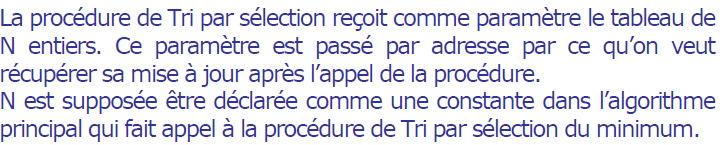 La procédure de Tri par sélection reçoit comme paramètre le tableau de
N entiers. Ce paramètre est passé par adresse par ce qu'on veut
récupérer sa mise à jour après l'appel de la procédure.
N est supposée être déclarée comme une constante dans l'algorithme
principal qui fait appel à la procédure de Tri par sélection du minimum.